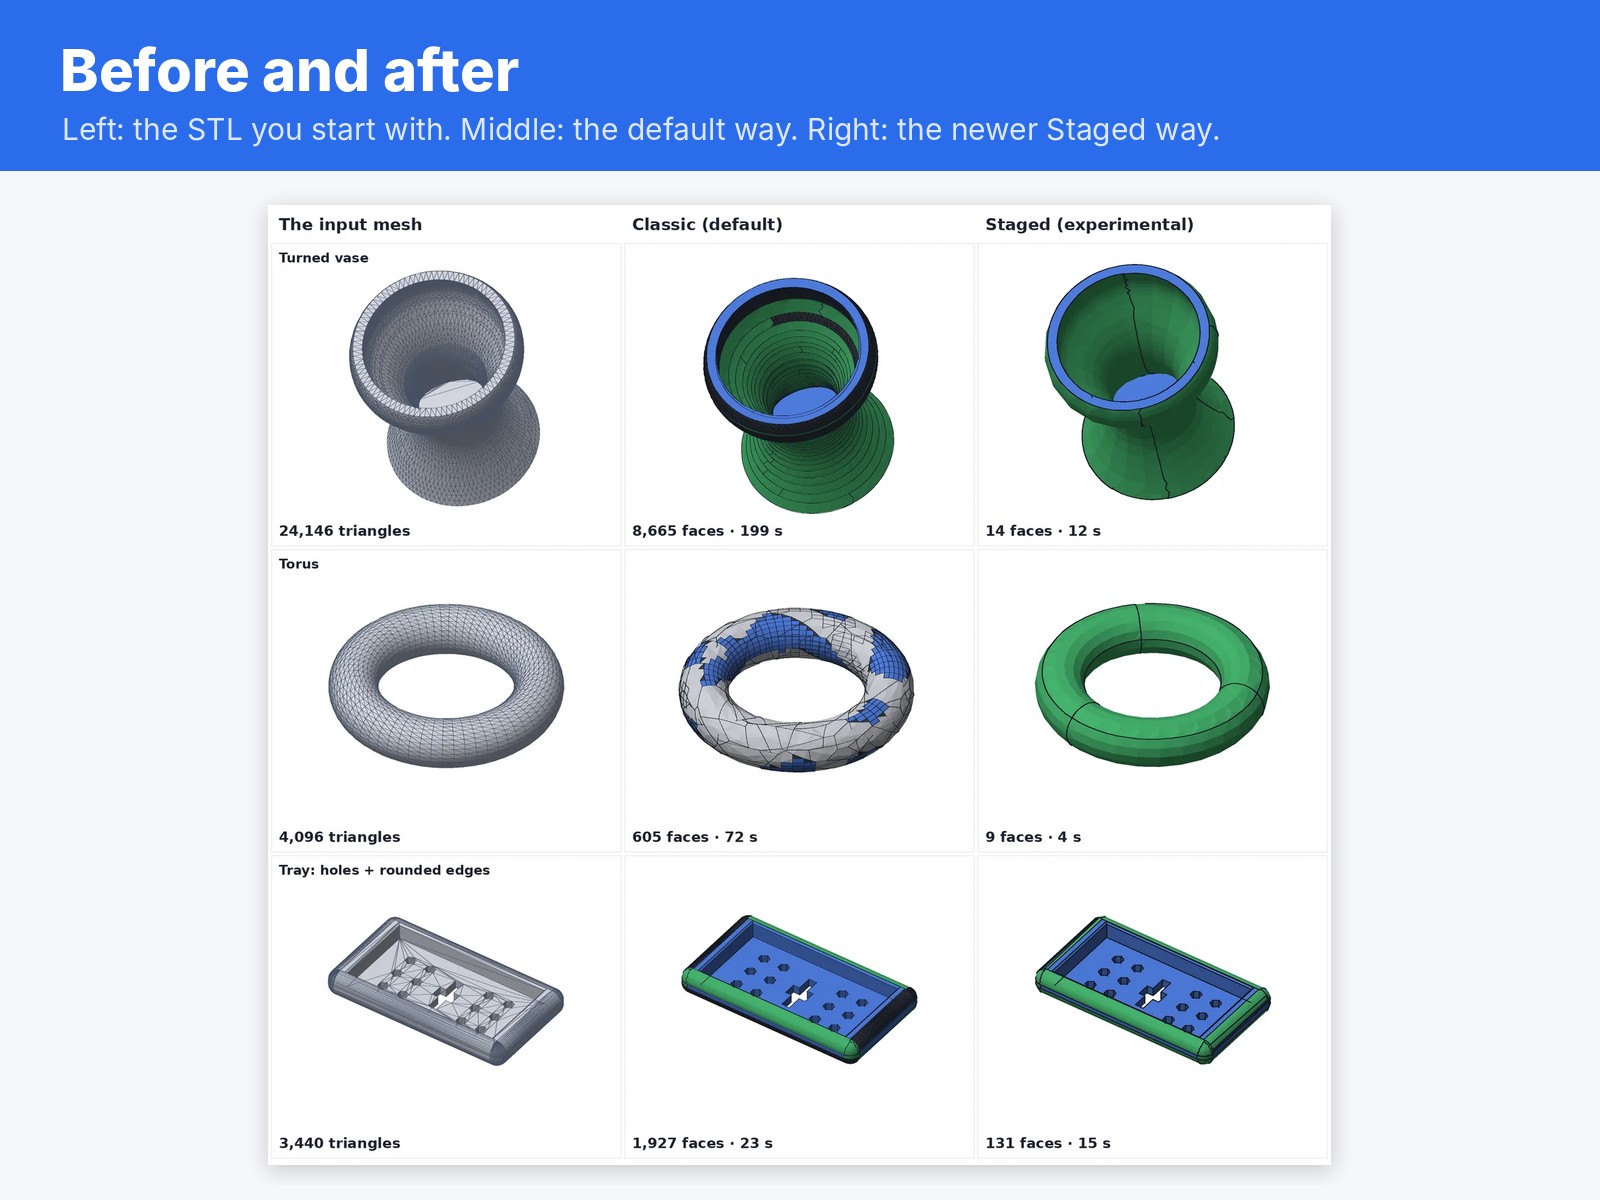 Before and after
Left: the STL you start with. Middle: the default way. Right: the newer Staged way.
The input mesh
Classic (default)
Staged (experimental)
Turned vase
24,146 triangles
8,665 faces · 199 s
14 faces · 12 s
Torus
4,096 triangles
605 faces · 72 s
9 faces · 4 s
Tray: holes + rounded edges
3,440 triangles
1,927 faces · 23 s
131 faces · 15 s